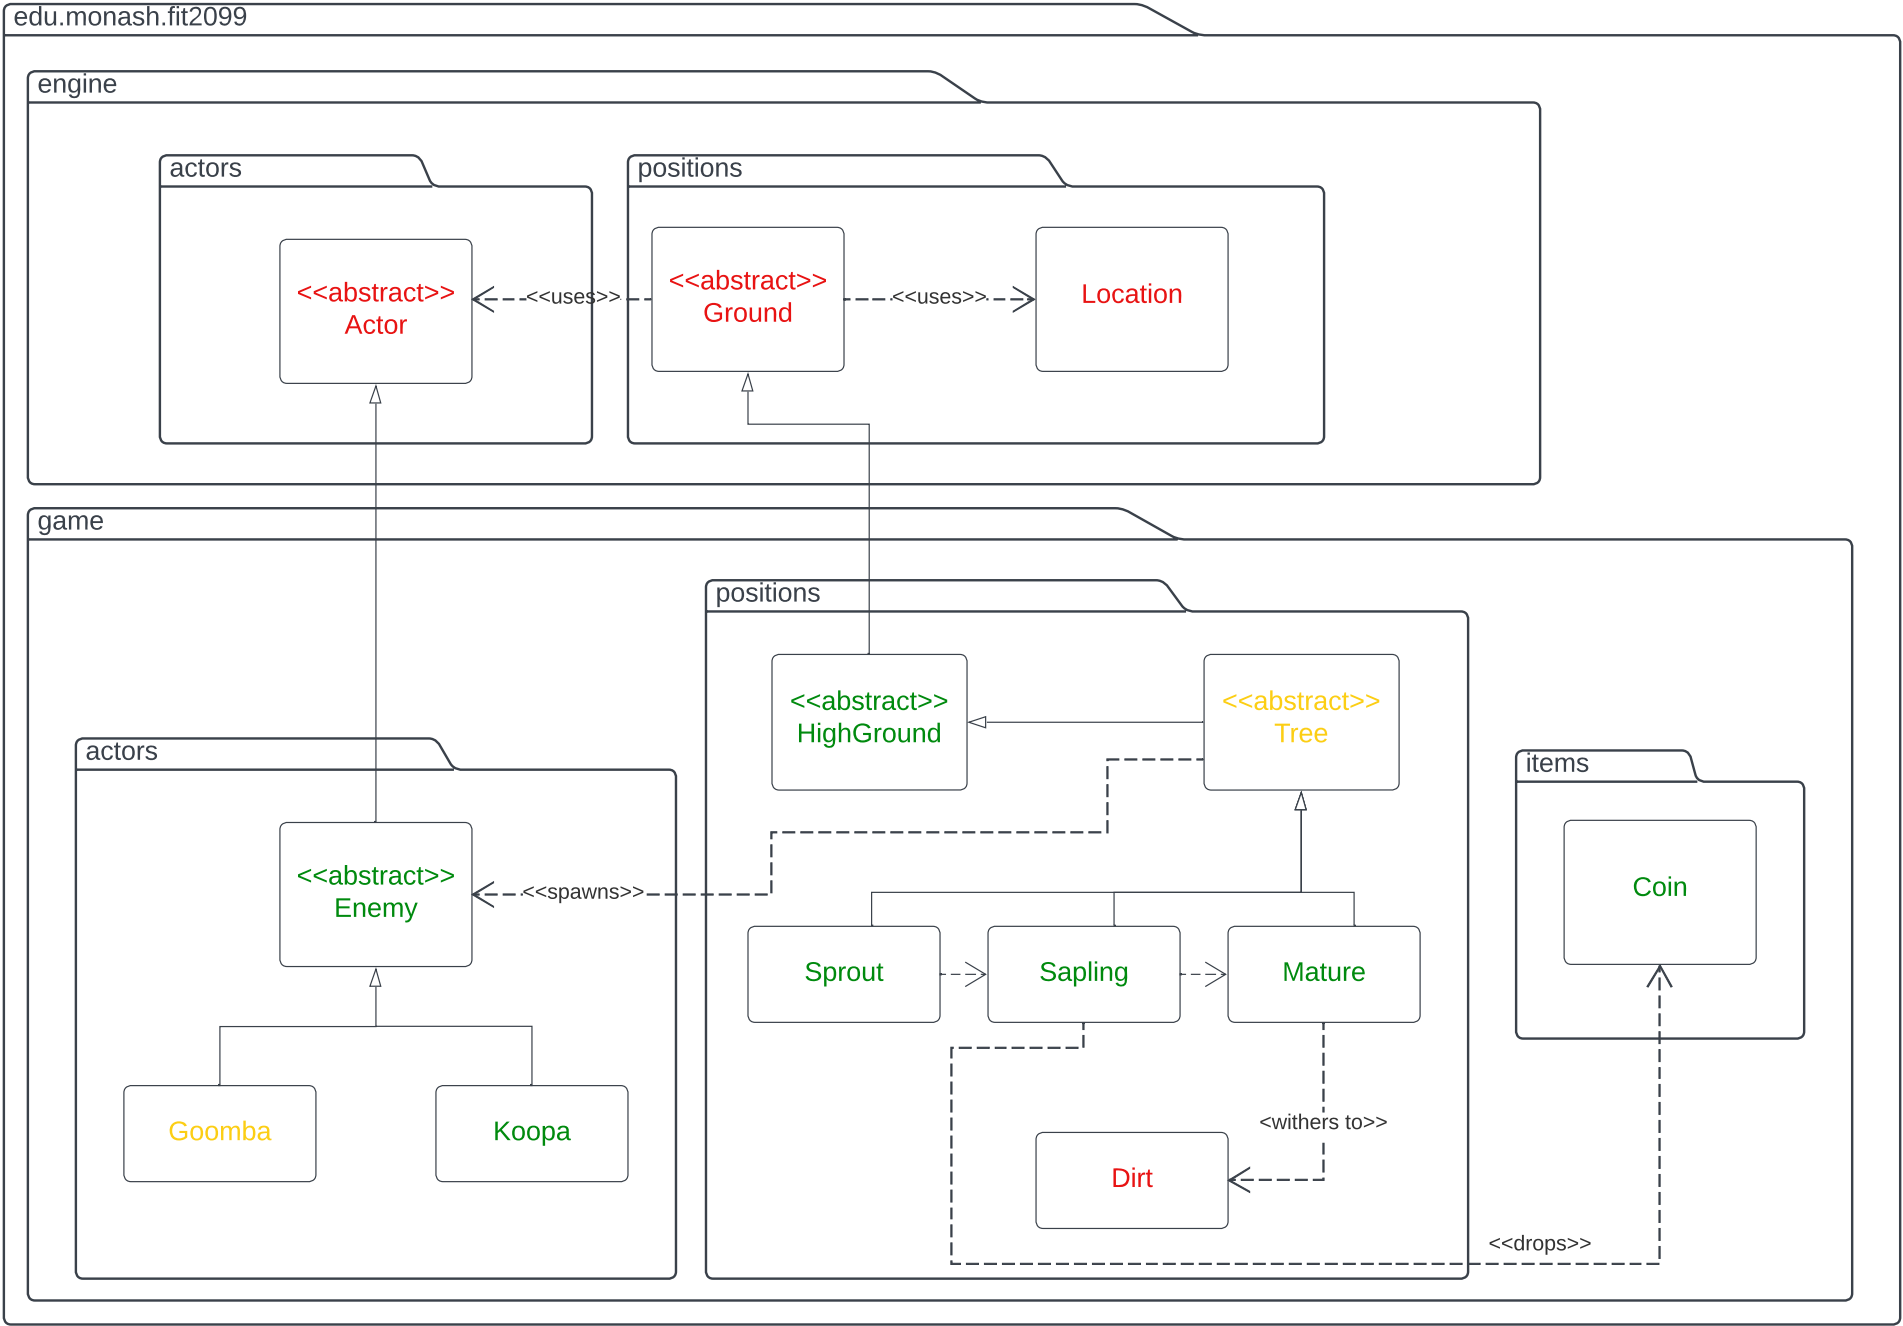 edu.monash.fit2099
engine
actors
positions
<<abstract>>
Actor
<<uses>>
<<abstract>>
Ground
<<uses>>
Location
game
positions
<<abstract>>
HighGround
<<abstract>>
Tree
actors
items
<<abstract>>
Enemy
<<spawns>>
Coin
Sprout
Sapling
Mature
Goomba
Koopa
<withers to>>
Dirt
<<drops>>